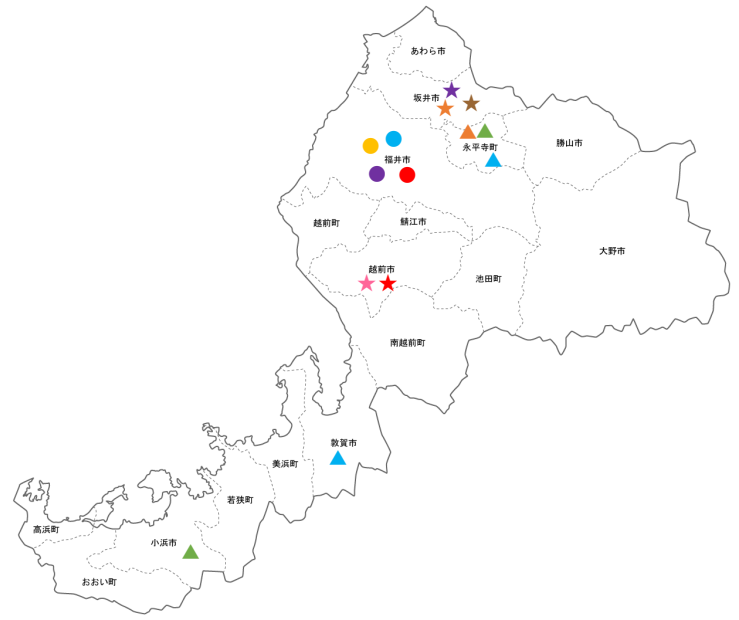 あわら市
坂井市
永平寺町
勝山市
福井市
越前町
鯖江市
大野市
越前市
池田町
南越前町
敦賀市
美浜町
若狭町
高浜町
小浜市
おおい町